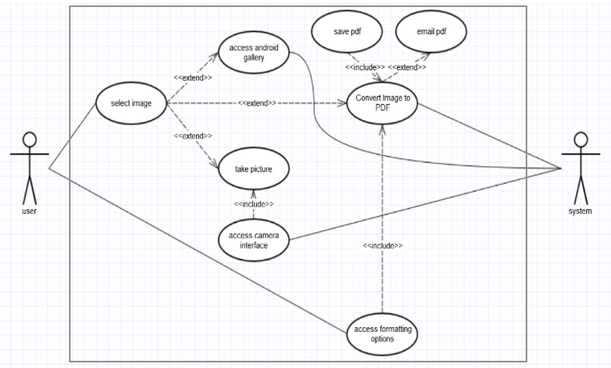 save pdf
email pdf
access android
gallery
<<include>>
<<extend>>
<<extend>>
select image
<<extend>>
Convert Image to
PDF
<<extend>>
take picture
<<include>>
user
system
access camera
interface
<<include>>
access formatting
options